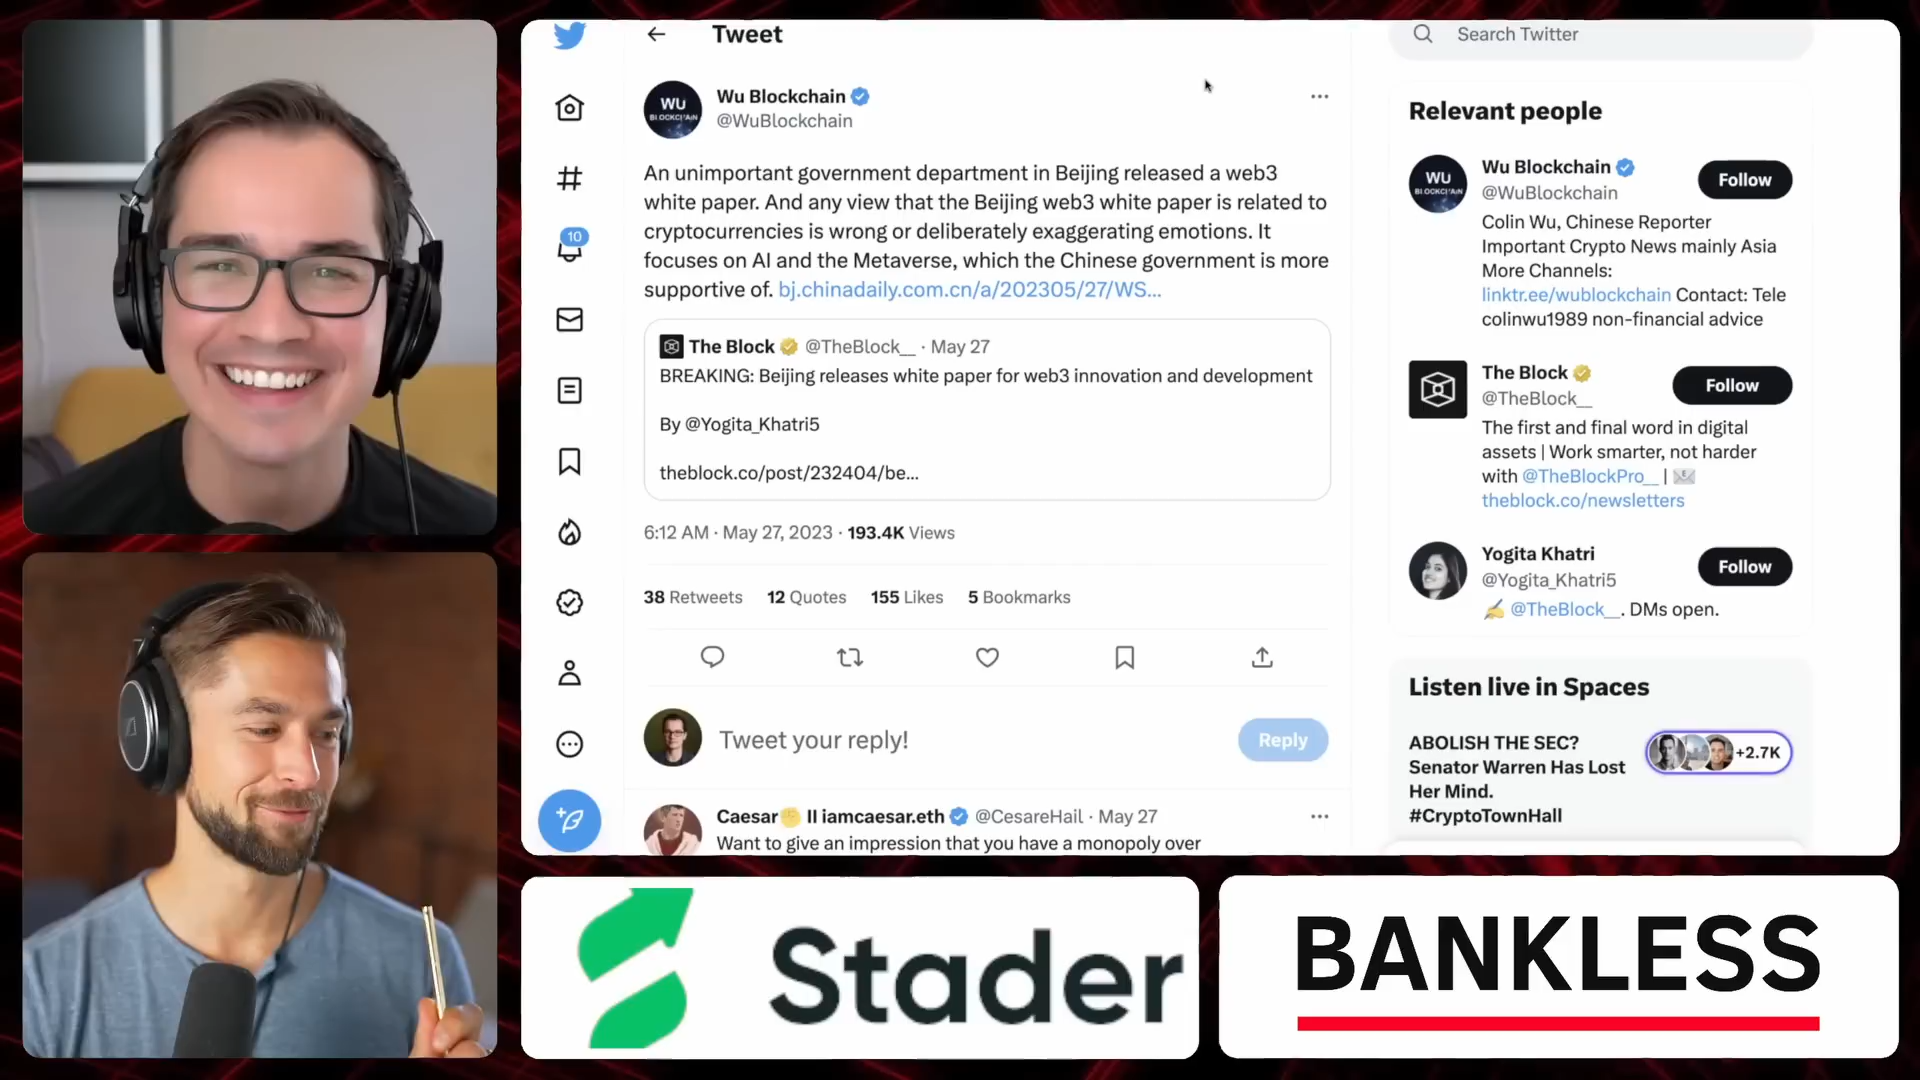 Tweet
Search Twitter
WU
BLOCKCHAIN
Wu Blockchain
@WuBlockchain
An unimportant government department in Beijing released a web3
white paper. And any view that the Beijing web3 white paper is related to
cryptocurrencies is wrong or deliberately exaggerating emotions. It
focuses on AI and the Metaverse, which the Chinese government is more
supportive of. bj.chinadaily.com.cn/a/202305/27/WS...
The Block @TheBlock__ · May 27
BREAKING: Beijing releases white paper for web3 innovation and development
By @Yogita_Khatri5
theblock.co/post/232404/be...
6:12 AM · May 27, 2023 · 193.4K Views
38 Retweets 12 Quotes 155 Likes 5 Bookmarks
Tweet your reply!
Reply
Caesar✊ II iamcaesar.eth @CesareHail · May 27
Want to give an impression that you have a monopoly over
10
Relevant people
WU
BLOCKCHAIN
Wu Blockchain
@WuBlockchain
Follow
Colin Wu, Chinese Reporter
Important Crypto News mainly Asia
More Channels:
linktr.ee/wublockchain Contact: Tele
colinwu1989 non-financial advice
The Block
@TheBlock__
Follow
The first and final word in digital
assets | Work smarter, not harder
with @TheBlockPro__ | 📨
theblock.co/newsletters
Yogita Khatri
@Yogita_Khatri5
Follow
✍️ @TheBlock__. DMs open.
Listen live in Spaces
ABOLISH THE SEC?
Senator Warren Has Lost
Her Mind.
#CryptoTownHall
+2.7K
Stader
BANKLESS